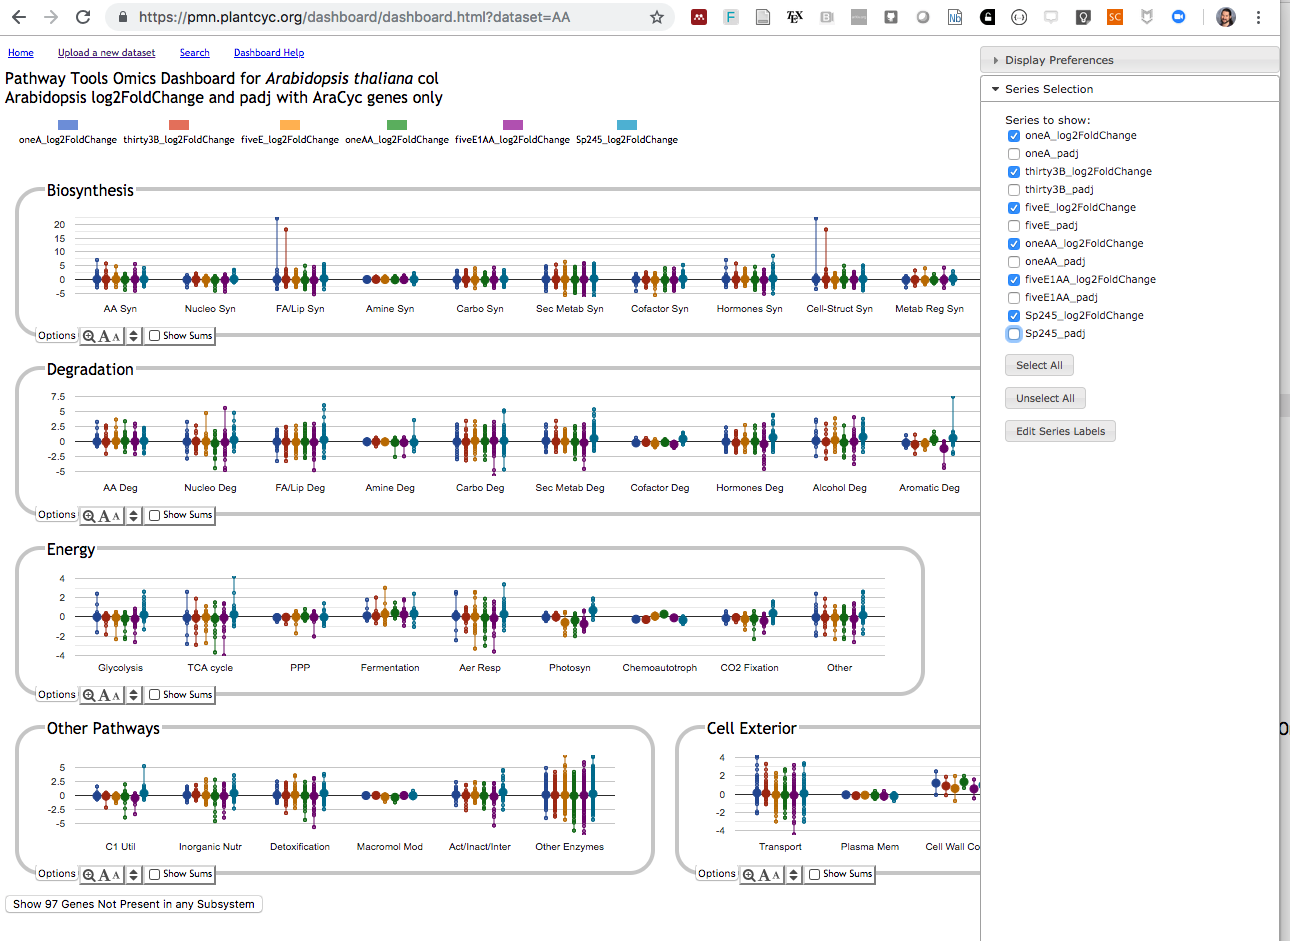 https://pmn.plantcyc.org/dashboard/dashboard.html?dataset=AA
Home Upload a new dataset Search Dashboard Help
Pathway Tools Omics Dashboard for Arabidopsis thaliana col
Arabidopsis log2FoldChange and padj with AraCyc genes only
oneA_log2FoldChange thirty3B_log2FoldChange fiveE_log2FoldChange oneAA_log2FoldChange fiveE1AA_log2FoldChange Sp245_log2FoldChange
Biosynthesis
20
15
10
5
0
-5
AA Syn Nucleo Syn FA/Lip Syn Amine Syn Carbo Syn Sec Metab Syn Cofactor Syn Hormones Syn Cell-Struct Syn Metab Reg Syn
Options A A Show Sums
Degradation
7.5
5
2.5
0
-2.5
-5
AA Deg Nucleo Deg FA/Lip Deg Amine Deg Carbo Deg Sec Metab Deg Cofactor Deg Hormones Deg Alcohol Deg Aromatic Deg
Options A A Show Sums
Energy
4
2
0
-2
-4
Glycolysis TCA cycle PPP Fermentation Aer Resp Photosyn Chemoautotroph CO2 Fixation Other
Options A A Show Sums
Other Pathways
5
2.5
0
-2.5
-5
C1 Util Inorganic Nutr Detoxification Macromol Mod Act/Inact/Inter Other Enzymes
Options A A Show Sums
Cell Exterior
4
2
0
-2
-4
Transport Plasma Mem Cell Wall Co
Options A A Show Sums
Show 97 Genes Not Present in any Subsystem
Display Preferences
Series Selection
Series to show:
oneA_log2FoldChange
oneA_padj
thirty3B_log2FoldChange
thirty3B_padj
fiveE_log2FoldChange
fiveE_padj
oneAA_log2FoldChange
oneAA_padj
fiveE1AA_log2FoldChange
fiveE1AA_padj
Sp245_log2FoldChange
Sp245_padj
Select All
Unselect All
Edit Series Labels